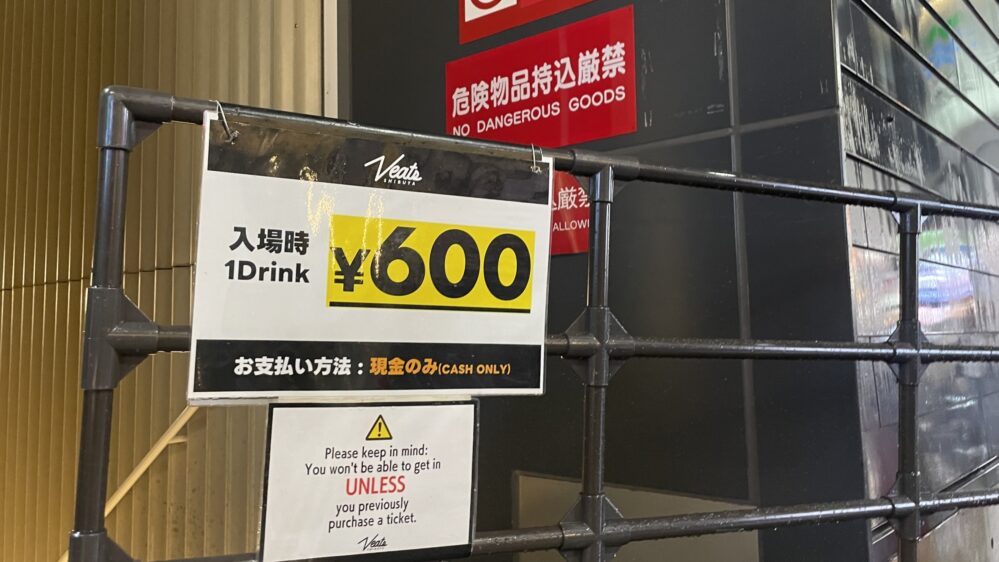 危険物品持込厳禁
NO DANGEROUS GOODS
Veats
SHIBUYA
入場時
1Drink
¥600
お支払い方法：現金のみ(CASH ONLY)
Please keep in mind:
You won't be able to get in
UNLESS
you previously
purchase a ticket.
Veats
SHIBUYA